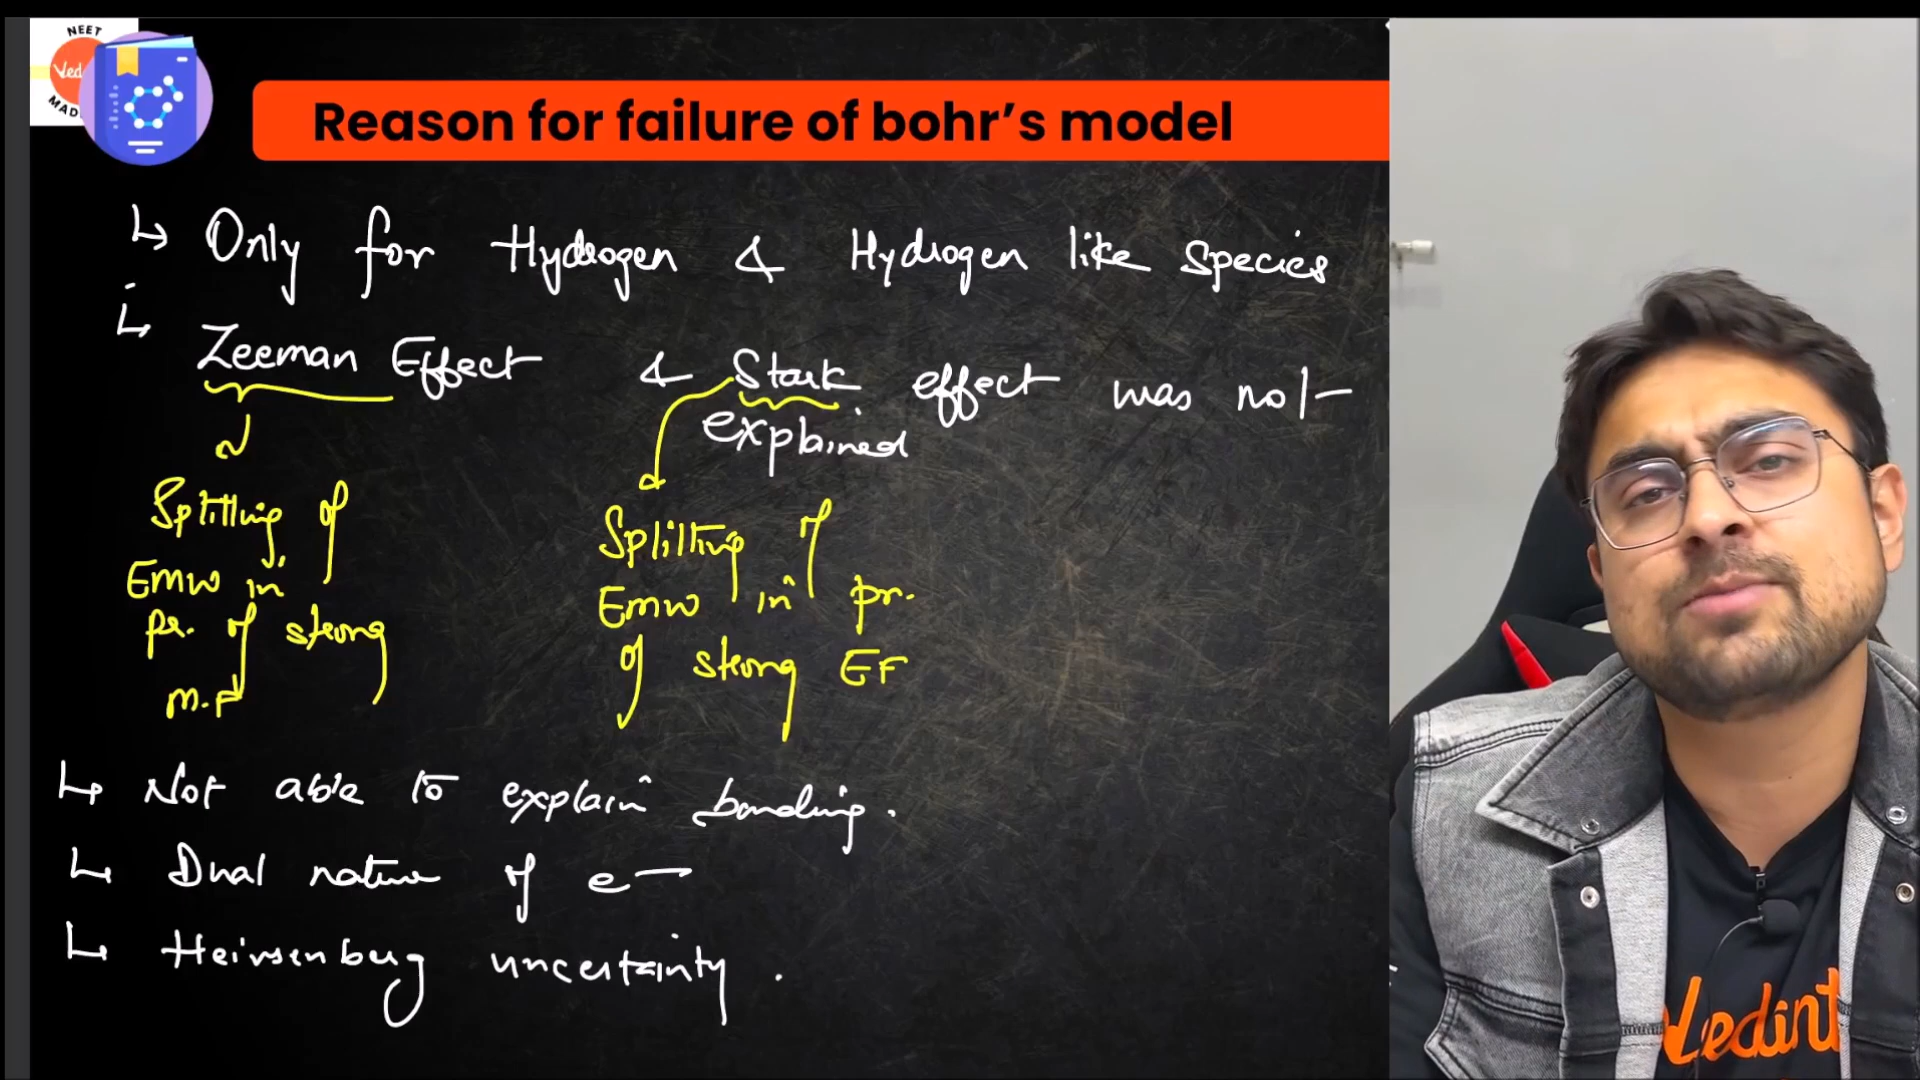 NEET
Ved
MAD
Reason for failure of bohr's model
↳ Only for Hydrogen & Hydrogen like species
↳ Zeeman Effect & Stark effect was not
explained
Splitting of
Emw in
pr. of strong
M.F
Splitting of
Emw in pr.
of strong EF
↳ Not able to explain bonding.
↳ Dual nature of e—
↳ Heinsenburg uncertainty.
Vedant